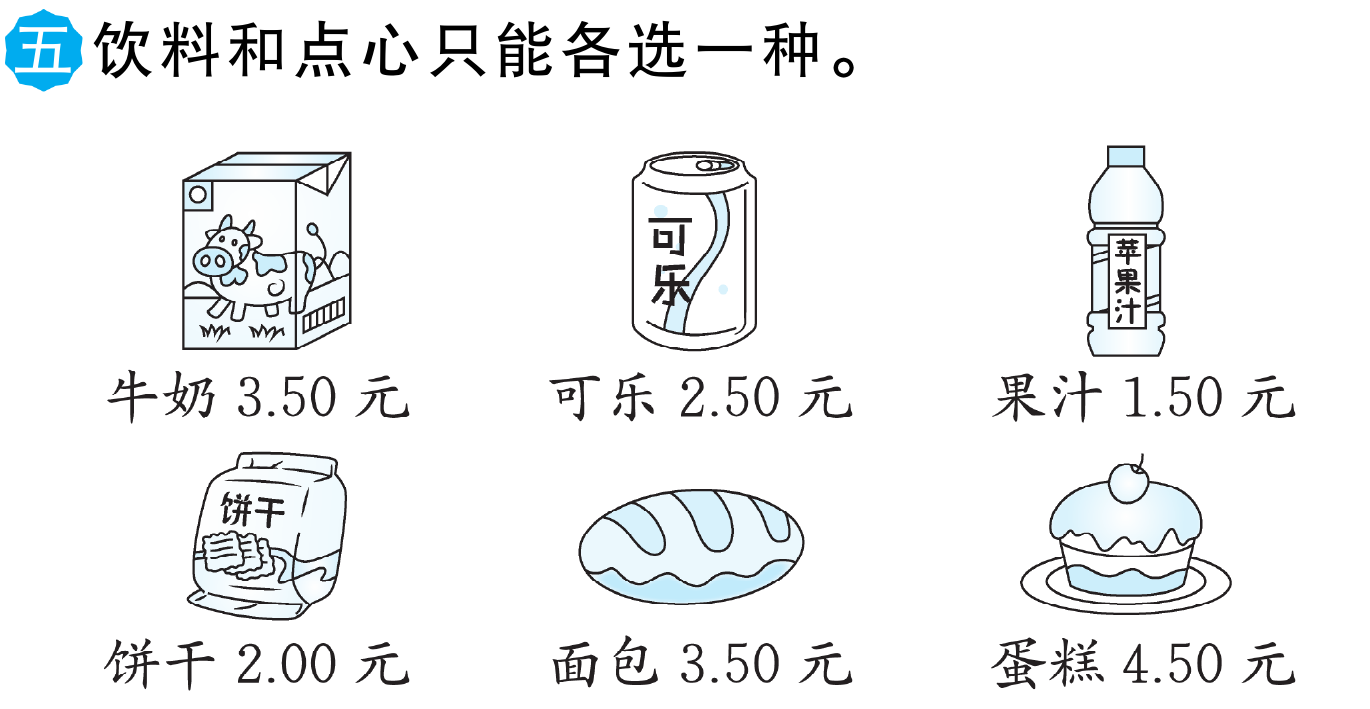 五 饮料和点心只能各选一种。
可乐
苹果汁
牛奶 3.50 元 可乐 2.50 元 果汁 1.50 元
饼干
饼干 2.00 元 面包 3.50 元 蛋糕 4.50 元